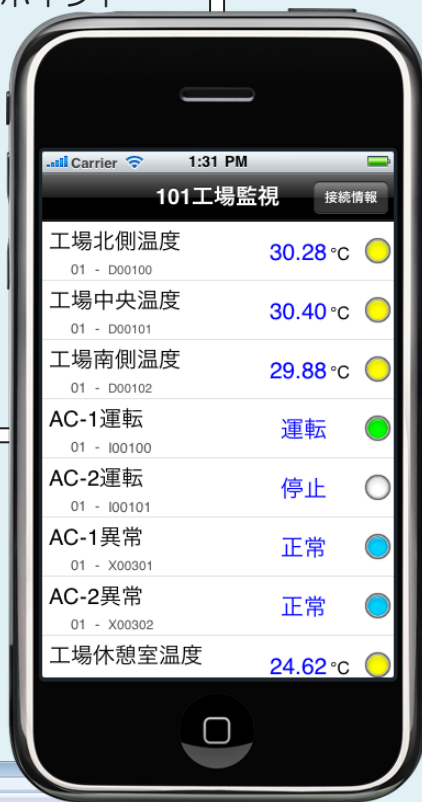 ポイント
Carrier 1:31 PM
101工場監視 接続情報
工場北側温度 30.28 °C
01 - D00100
工場中央温度 30.40 °C
01 - D00101
工場南側温度 29.88 °C
01 - D00102
AC-1運転 運転
01 - I00100
AC-2運転 停止
01 - I00101
AC-1異常 正常
01 - X00301
AC-2異常 正常
01 - X00302
工場休憩室温度 24.62 °C